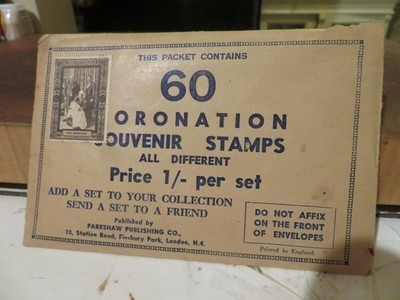 THIS PACKET CONTAINS
60
ORONATION
OUVENIR STAMPS
ALL DIFFERENT
Price 1/- per set
ADD A SET TO YOUR COLLECTION
SEND A SET TO A FRIEND
Published by
PARKSHAW PUBLISHING CO.,
10, Station Road, Finsbury Park, London, N.4.
DO NOT AFFIX
ON THE FRONT
OF ENVELOPES
Printed in England